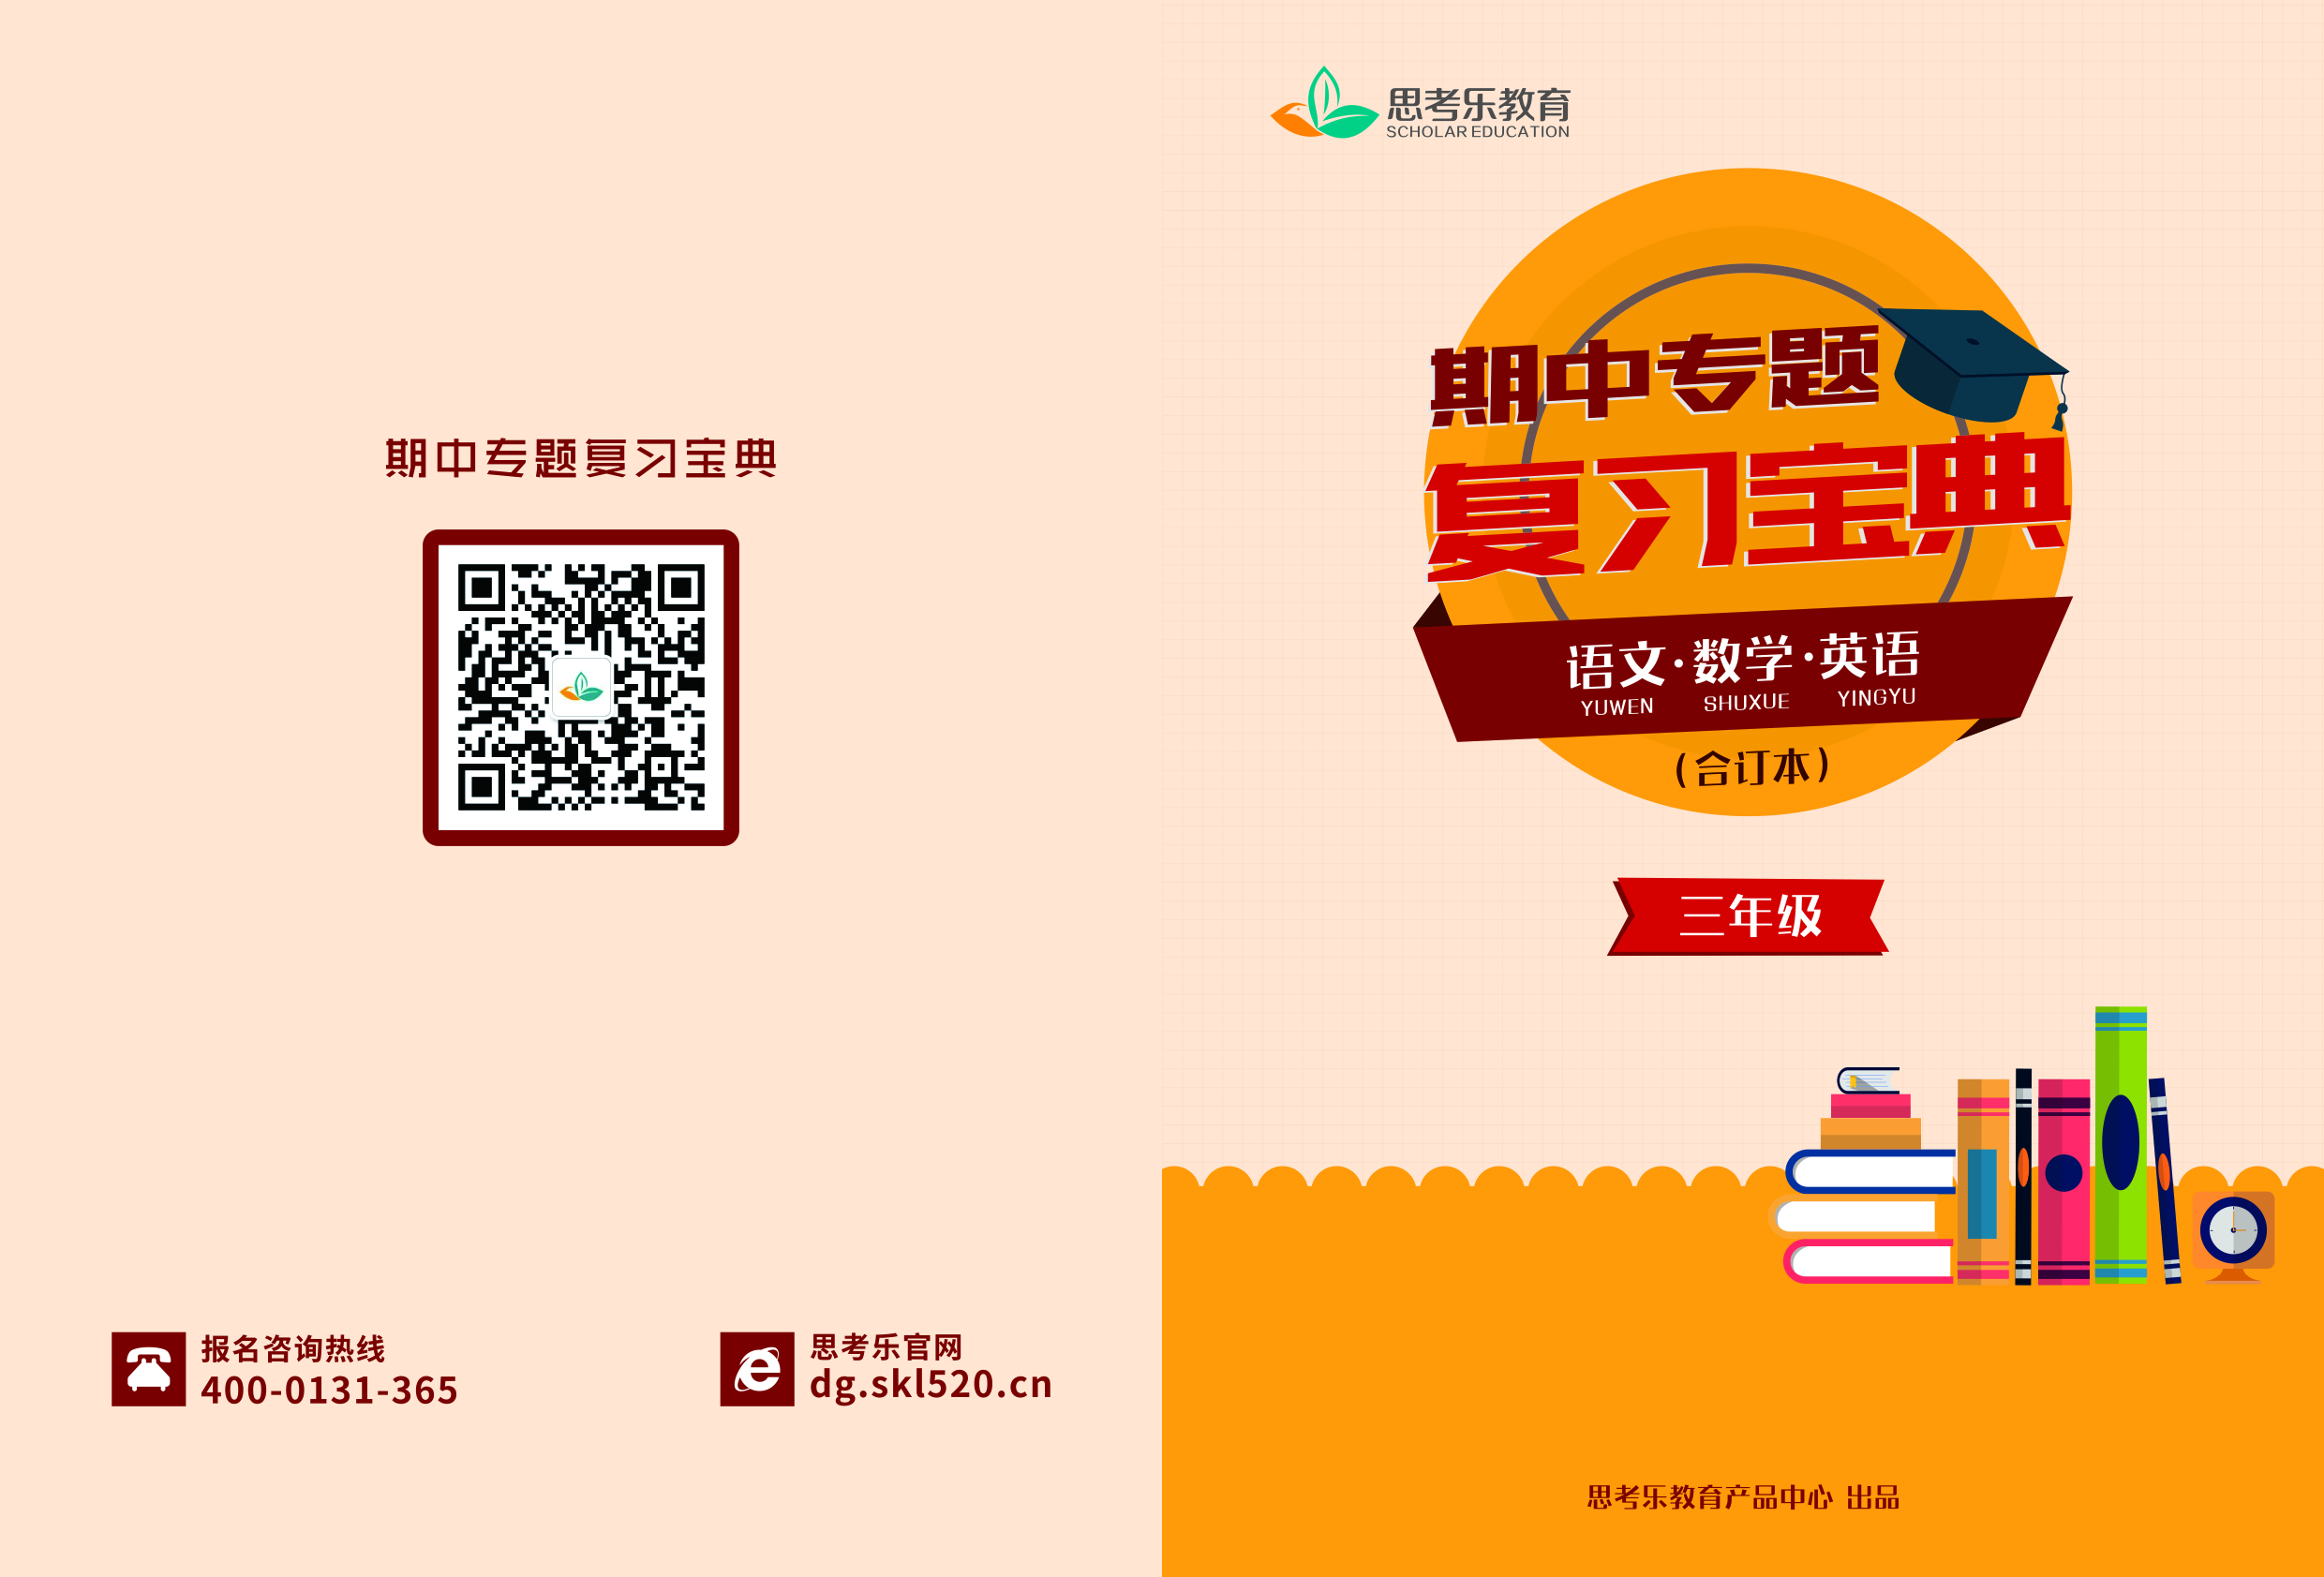 期中专题复习宝典
报名咨询热线
400-0131-365
思考乐官网
dg.skl520.cn
思考乐教育
SCHOLAR EDUCATION
期中专题
复习宝典
语文·数学·英语
YUWEN SHUXUE YINGYU
(合订本)
三年级
思考乐教育产品中心 出品